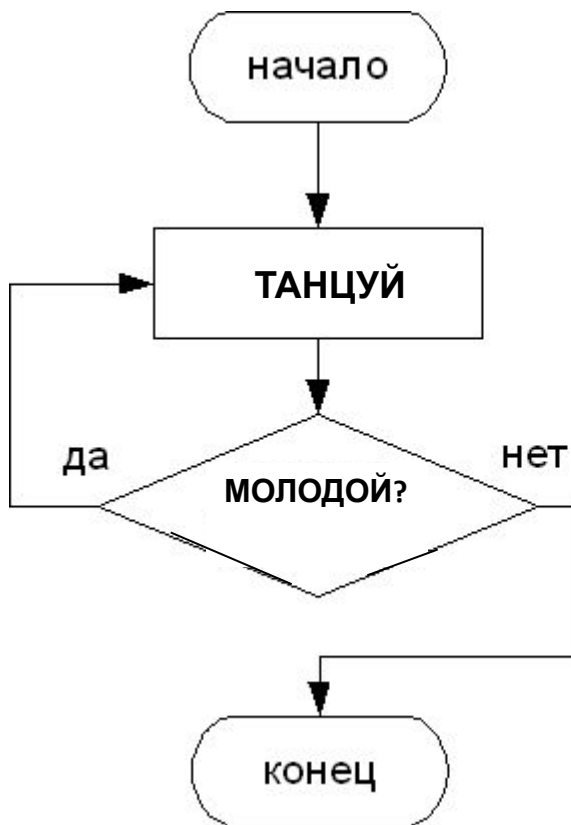 начало
ТАНЦУЙ
да
нет
МОЛОДОЙ?
конец